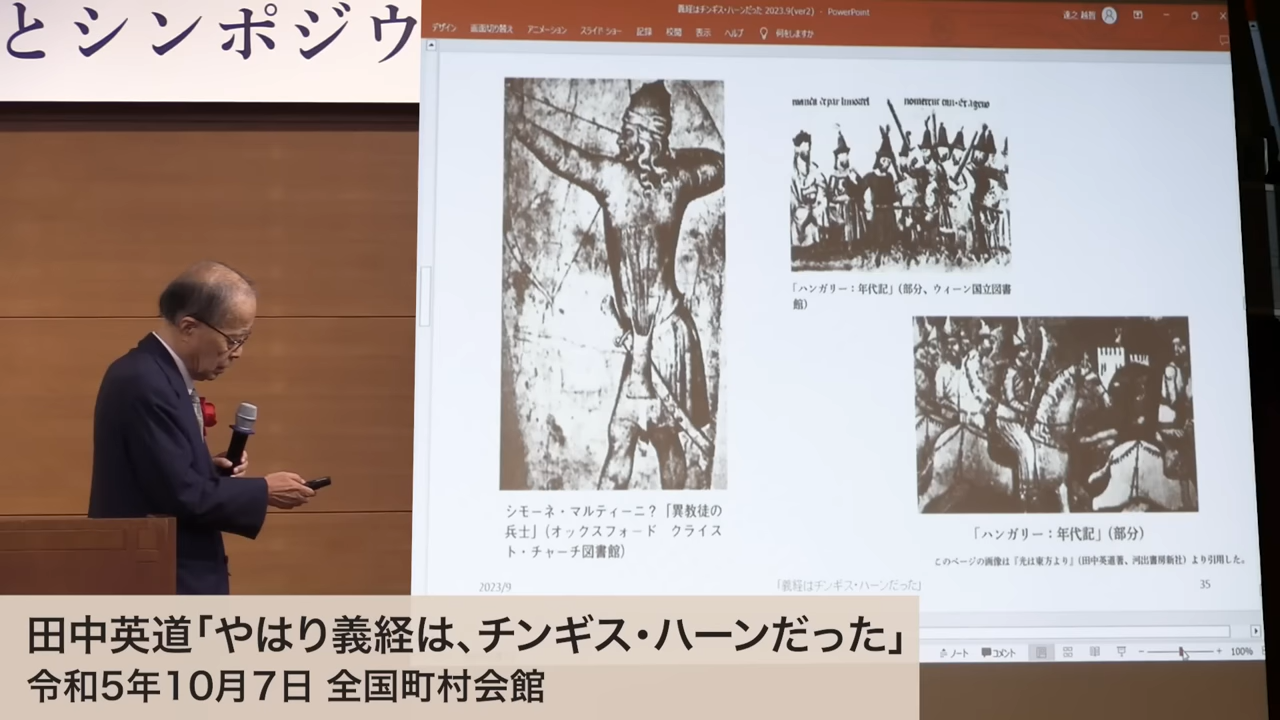 とシンポジウ
義経はチンギス・ハーンだった 2023.9(ver2) - PowerPoint
デザイン 画面切り替え アニメーション スライド ショー 記録 校閲 表示 ヘルプ 何をしますか
「ハンガリー：年代記」（部分、ウィーン国立図書
館）
シモーネ・マルティーニ？「異教徒の
兵士」（オックスフォード クライス
ト・チャーチ図書館）
「ハンガリー：年代記」（部分）
このページの画像は『光は東方より』（田中英道著、河出書房新社）より引用した。
2023/9 「義経はチンギス・ハーンだった」 35
ノート コメント 100%
田中英道「やはり義経は、チンギス・ハーンだった」
令和5年10月7日 全国町村会館